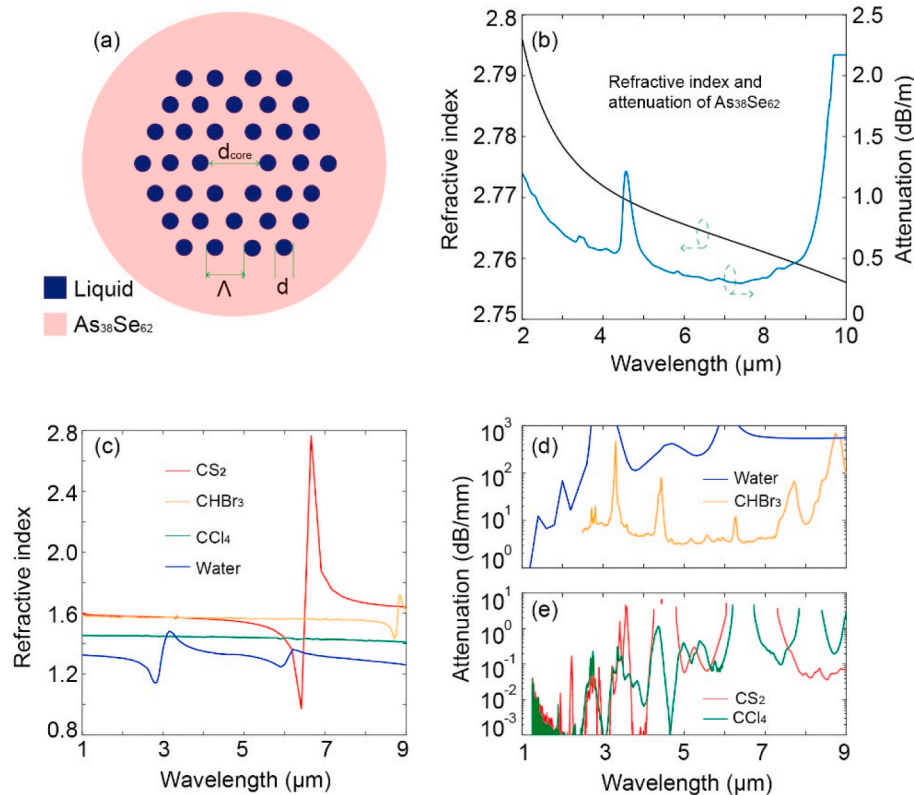 (a)
d_core
Λ
d
Liquid
As₃₈Se₆₂
(b)
Refractive index and
attenuation of As₃₈Se₆₂
Refractive index
2.8
2.79
2.78
2.77
2.76
2.75
Attenuation (dB/m)
2.5
2.0
1.5
1.0
0.5
0
2 4 6 8 10
Wavelength (μm)
(c)
CS₂
CHBr₃
CCl₄
Water
Refractive index
2.8
2.4
2.0
1.6
1.2
0.8
1 3 5 7 9
Wavelength (μm)
(d)
Water
CHBr₃
10³
10²
10¹
10⁰
Attenuation (dB/mm)
(e)
CS₂
CCl₄
10¹
10⁰
10⁻¹
10⁻²
10⁻³
1 3 5 7 9
Wavelength (μm)